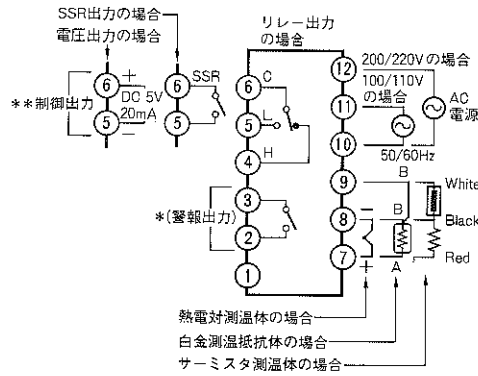 SSR出力の場合
電圧出力の場合
リレー出力
の場合
**制御出力
6
+
DC 5V
20mA
5
−
6
SSR
5
6
C
5
L
4
H
3
*(警報出力)
2
1
12
200/220Vの場合
100/110V
の場合
11
AC
電源
10
50/60Hz
9
B
White
8
−
B
Black
7
+
A
Red
熱電対測温体の場合
白金測温抵抗体の場合
サーミスタ測温体の場合